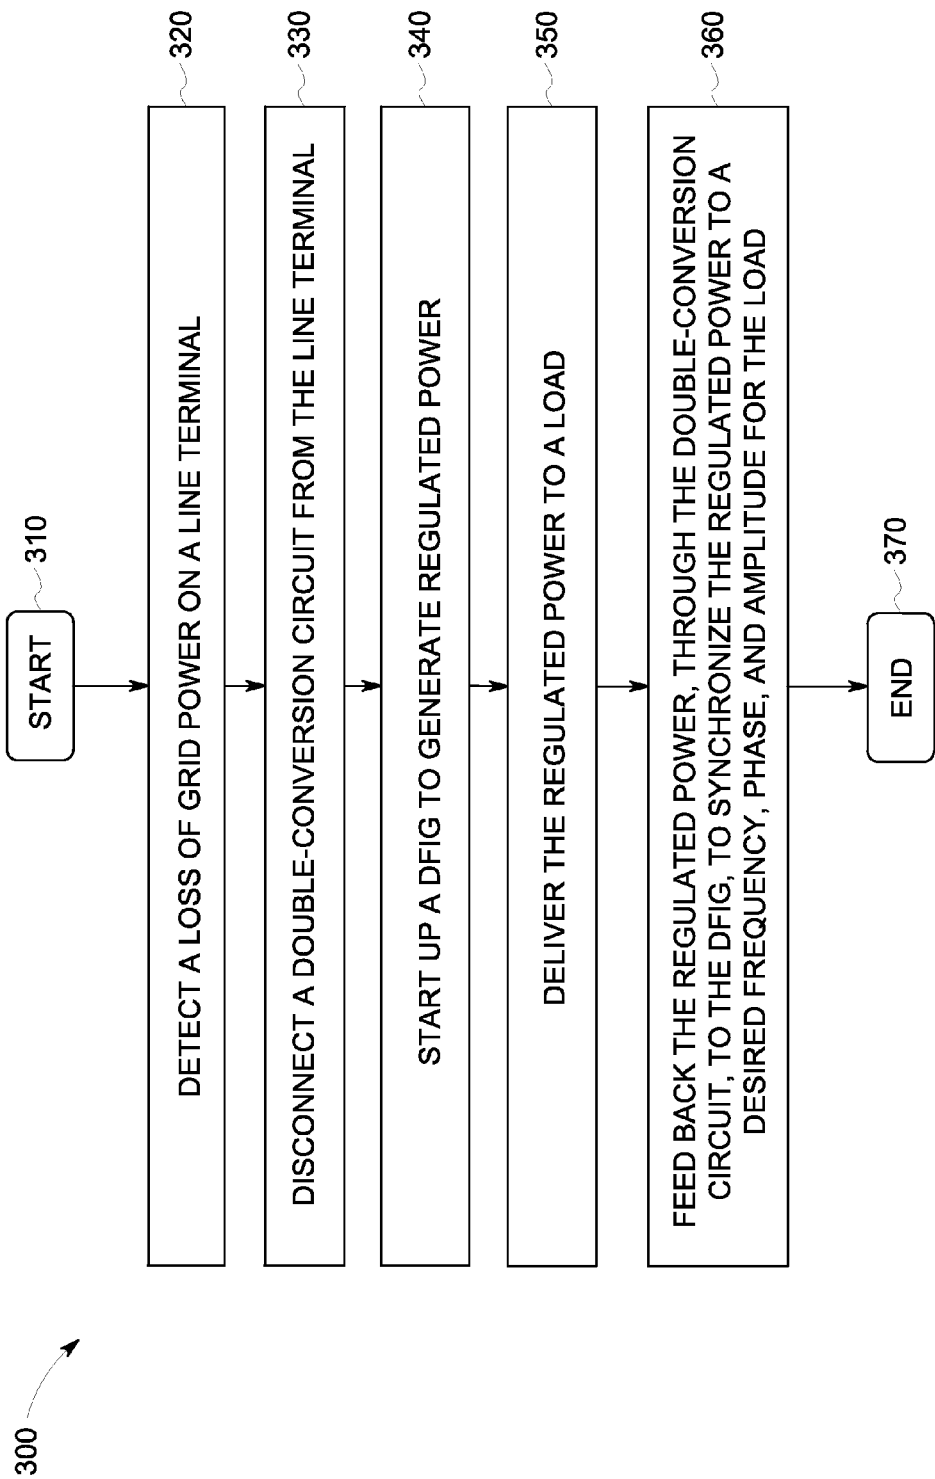 300
START
310
DETECT A LOSS OF GRID POWER ON A LINE TERMINAL
320
DISCONNECT A DOUBLE-CONVERSION CIRCUIT FROM THE LINE TERMINAL
330
START UP A DFIG TO GENERATE REGULATED POWER
340
DELIVER THE REGULATED POWER TO A LOAD
350
FEED BACK THE REGULATED POWER, THROUGH THE DOUBLE-CONVERSION
CIRCUIT, TO THE DFIG, TO SYNCHRONIZE THE REGULATED POWER TO A
DESIRED FREQUENCY, PHASE, AND AMPLITUDE FOR THE LOAD
360
END
370